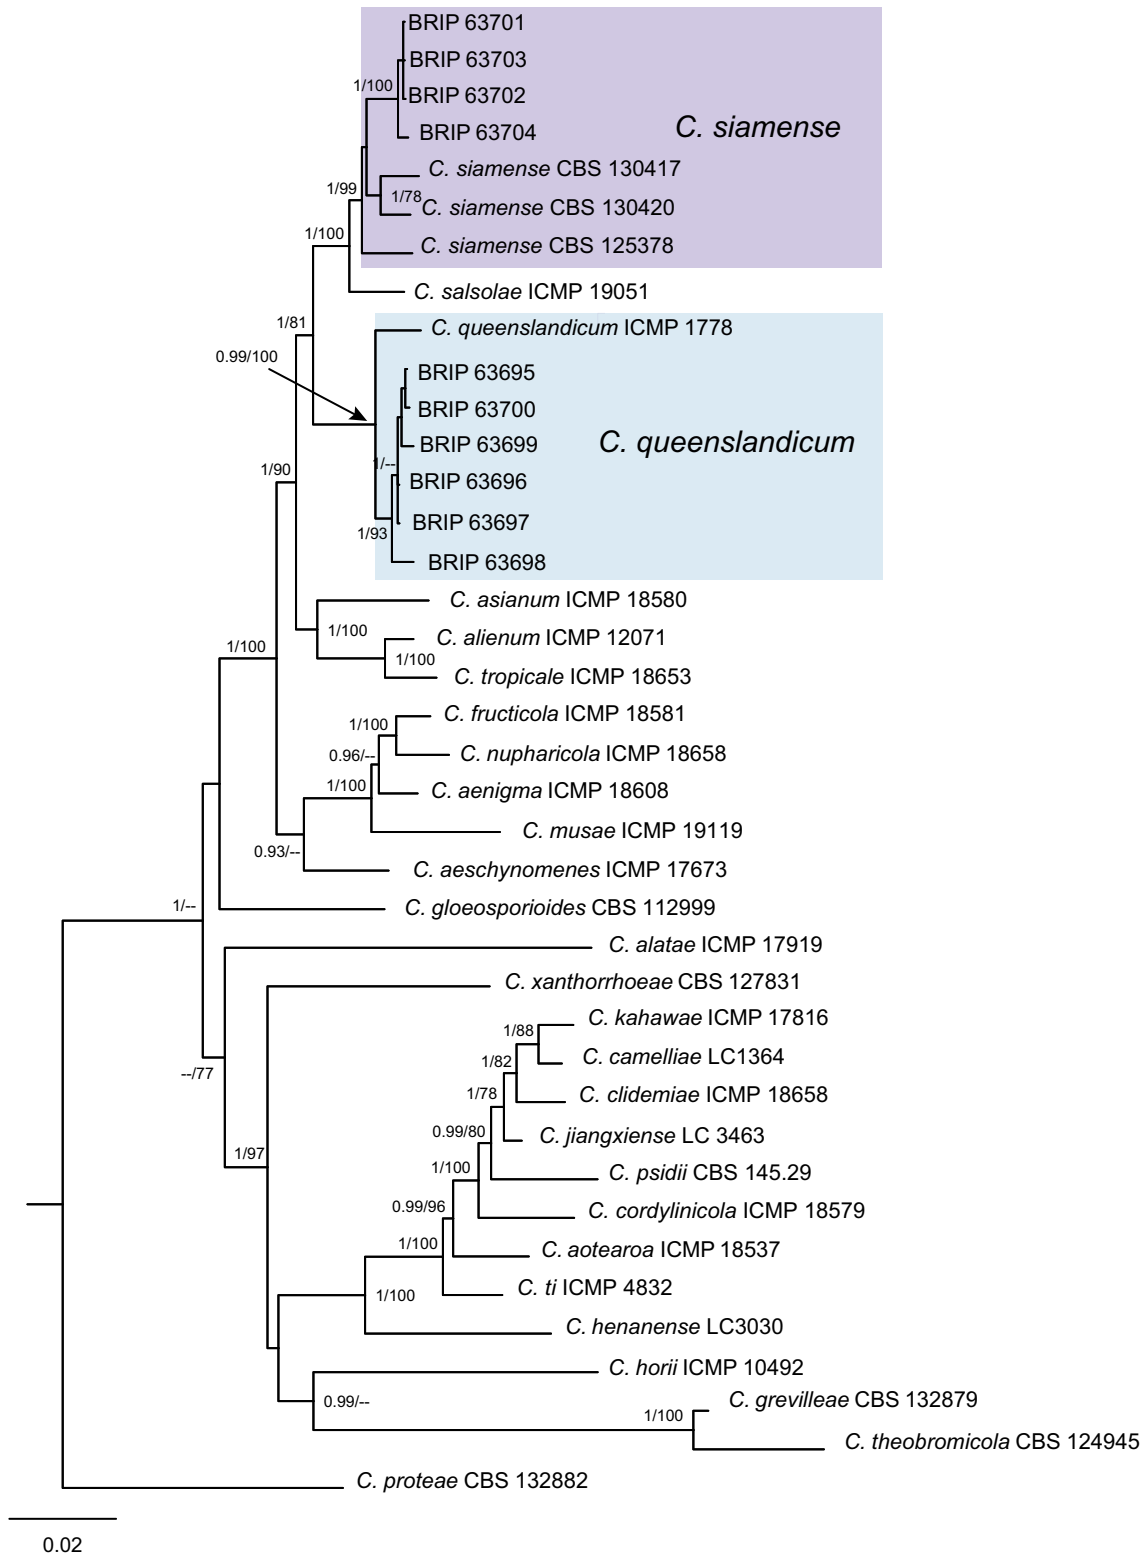 BRIP 63701
BRIP 63703
1/100
BRIP 63702
C. siamense
BRIP 63704
C. siamense CBS 130417
1/99
1/78
C. siamense CBS 130420
1/100
C. siamense CBS 125378
C. salsolae ICMP 19051
1/81
C. queenslandicum ICMP 1778
0.99/100
BRIP 63695
BRIP 63700
C. queenslandicum
BRIP 63699
1/--
1/90
BRIP 63696
BRIP 63697
1/93
BRIP 63698
C. asianum ICMP 18580
1/100
C. alienum ICMP 12071
1/100
1/100
C. tropicale ICMP 18653
C. fructicola ICMP 18581
1/100
0.96/--
C. nupharicola ICMP 18658
1/100
C. aenigma ICMP 18608
C. musae ICMP 19119
0.93/--
C. aeschynomenes ICMP 17673
1/--
C. gloeosporioides CBS 112999
C. alatae ICMP 17919
C. xanthorrhoeae CBS 127831
C. kahawae ICMP 17816
1/88
C. camelliae LC1364
1/82
--/77
C. clidemiae ICMP 18658
1/78
0.99/80
C. jiangxiense LC 3463
1/97
1/100
C. psidii CBS 145.29
0.99/96
C. cordylinicola ICMP 18579
1/100
C. aotearoa ICMP 18537
C. ti ICMP 4832
1/100
C. henanense LC3030
C. horii ICMP 10492
0.99/--
C. grevilleae CBS 132879
1/100
C. theobromicola CBS 124945
C. proteae CBS 132882
0.02